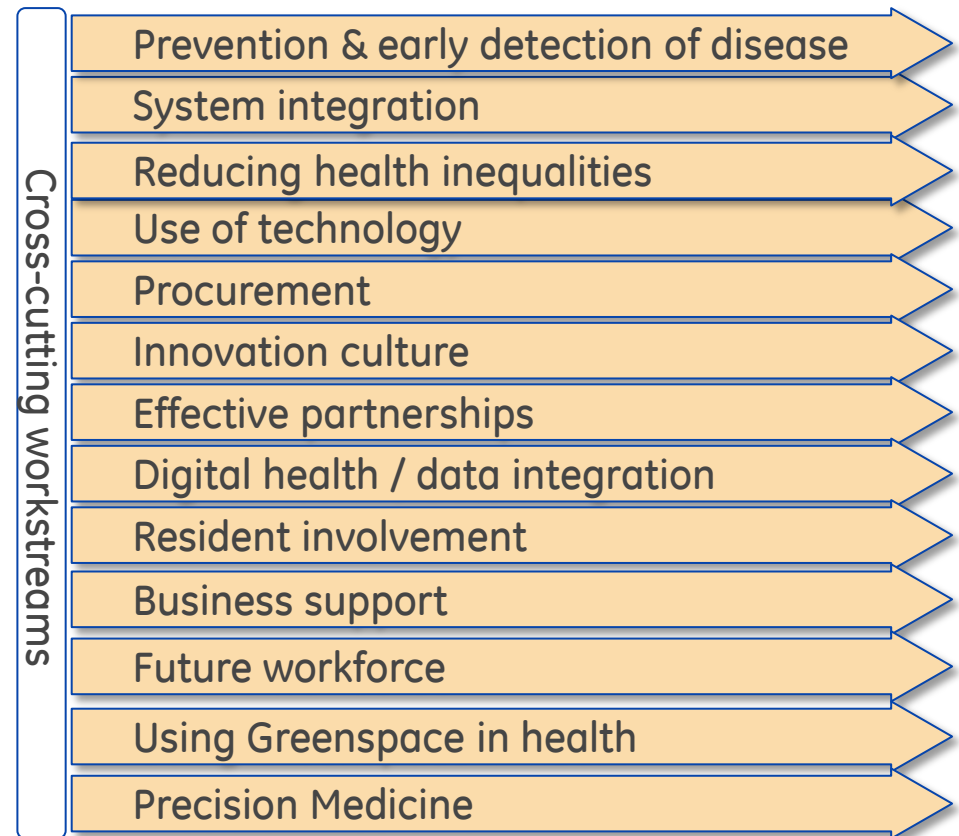 Cross-cutting workstreams
Prevention & early detection of disease
System integration
Reducing health inequalities
Use of technology
Procurement
Innovation culture
Effective partnerships
Digital health / data integration
Resident involvement
Business support
Future workforce
Using Greenspace in health
Precision Medicine